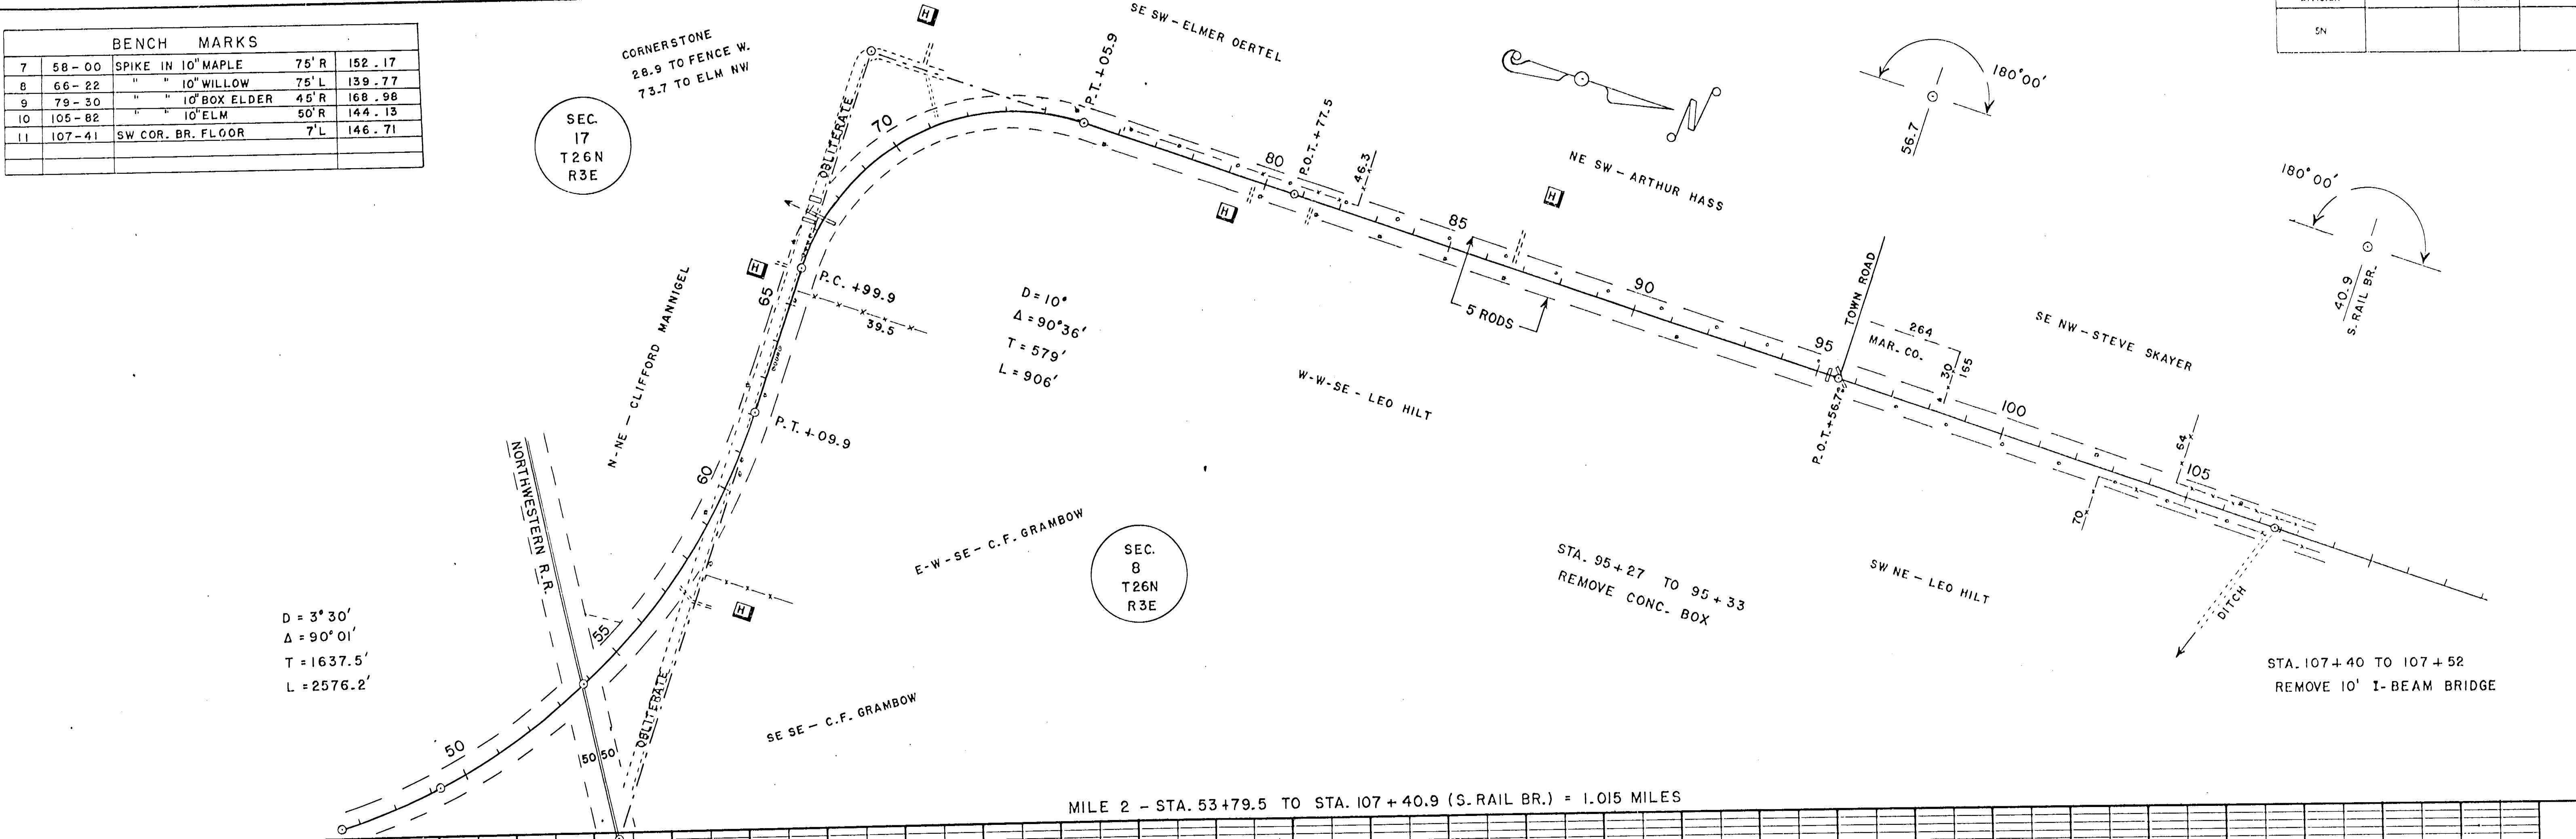 BENCH MARKS
7 58-00 SPIKE IN 10" MAPLE 75' R 152.17
8 66-22 " " 10" WILLOW 75' L 139.77
9 79-30 " " 10" BOX ELDER 45' R 168.98
10 105-82 " " 10" ELM 50' R 144.13
11 107-41 SW COR. BR. FLOOR 7' L 146.71
CORNERSTONE
28.9 TO FENCE W.
73.7 TO ELM NW
SEC.
17
T26N
R3E
H
SE SW - ELMER OERTEL
P.T. + 05.9
OBLITERATE
70
80
P.O.T. + 77.5
46.3
H
N
NE SW - ARTHUR HASS
180° 00'
56.7
180° 00'
40.9
S. RAIL BR.
SN
H
85
H
5 RODS
90
TOWN ROAD
95
P.O.T. + 56.7
264
MAR. CO.
30
165
SE NW - STEVE SKAYER
100
64
105
70
DITCH
H
65
P.C. + 99.9
39.5
N-NE - CLIFFORD MANNIGEL
D = 10°
Δ = 90° 36'
T = 579'
L = 906'
W-W-SE - LEO HILT
P.T. + 09.9
60
NORTHWESTERN R.R.
E-W-SE - C.F. GRAMBOW
SEC.
8
T26N
R3E
STA. 95+27 TO 95+33
REMOVE CONC. BOX
SW NE - LEO HILT
H
55
D = 3° 30'
Δ = 90° 01'
T = 1637.5'
L = 2576.2'
OBLITERATE
SE SE - C.F. GRAMBOW
50
50 50
STA. 107+40 TO 107+52
REMOVE 10' I-BEAM BRIDGE
MILE 2 - STA. 53+79.5 TO STA. 107+40.9 (S. RAIL BR.) = 1.015 MILES